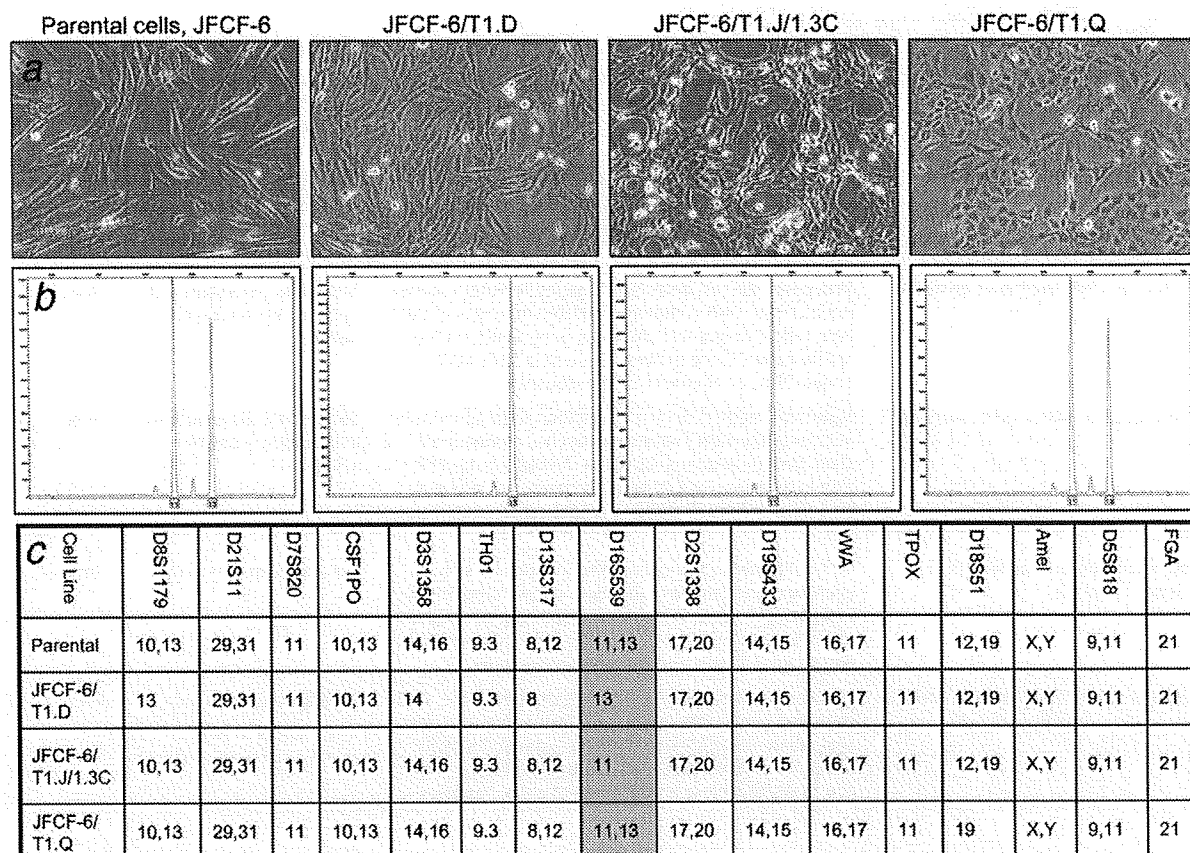 Parental cells, JFCF-6 JFCF-6/T1.D JFCF-6/T1.J/1.3C JFCF-6/T1.Q
a
b
c Cell Line D8S1179 D21S11 D7S820 CSF1PO D3S1358 TH01 D13S317 D16S539 D2S1338 D19S433 vWA TPOX D18S51 Amel D5S818 FGA
Parental 10,13 29,31 11 10,13 14,16 9.3 8,12 11,13 17,20 14,15 16,17 11 12,19 X,Y 9,11 21
JFCF-6/
T1.D 13 29,31 11 10,13 14 9.3 8 13 17,20 14,15 16,17 11 12,19 X,Y 9,11 21
JFCF-6/
T1.J/1.3C 10,13 29,31 11 10,13 14,16 9.3 8,12 11 17,20 14,15 16,17 11 12,19 X,Y 9,11 21
JFCF-6/
T1.Q 10,13 29,31 11 10,13 14,16 9.3 8,12 11,13 17,20 14,15 16,17 11 19 X,Y 9,11 21